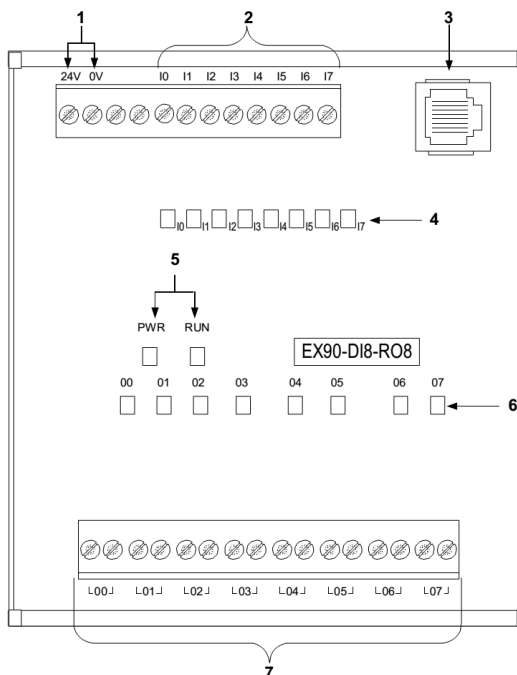 1 2 3
24V 0V I0 I1 I2 I3 I4 I5 I6 I7
I0 I1 I2 I3 I4 I5 I6 I7 4
5
PWR RUN
EX90-DI8-RO8
00 01 02 03 04 05 06 07
6
00 01 02 03 04 05 06 07
7